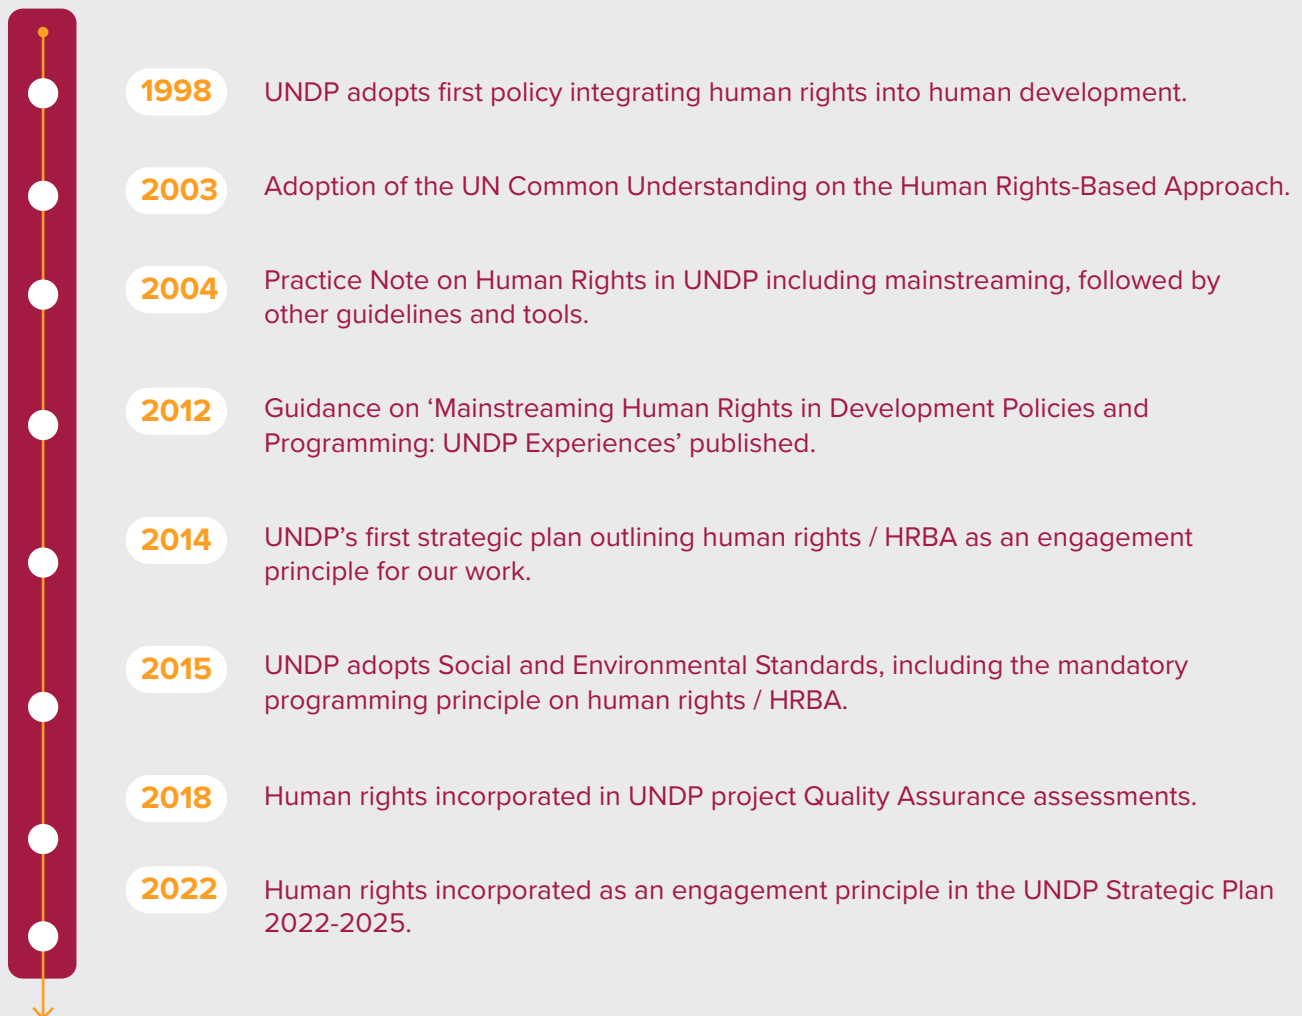 1998
UNDP adopts first policy integrating human rights into human development.
2003
Adoption of the UN Common Understanding on the Human Rights-Based Approach.
2004
Practice Note on Human Rights in UNDP including mainstreaming, followed by
other guidelines and tools.
2012
Guidance on ‘Mainstreaming Human Rights in Development Policies and
Programming: UNDP Experiences’ published.
2014
UNDP’s first strategic plan outlining human rights / HRBA as an engagement
principle for our work.
2015
UNDP adopts Social and Environmental Standards, including the mandatory
programming principle on human rights / HRBA.
2018
Human rights incorporated in UNDP project Quality Assurance assessments.
2022
Human rights incorporated as an engagement principle in the UNDP Strategic Plan
2022-2025.